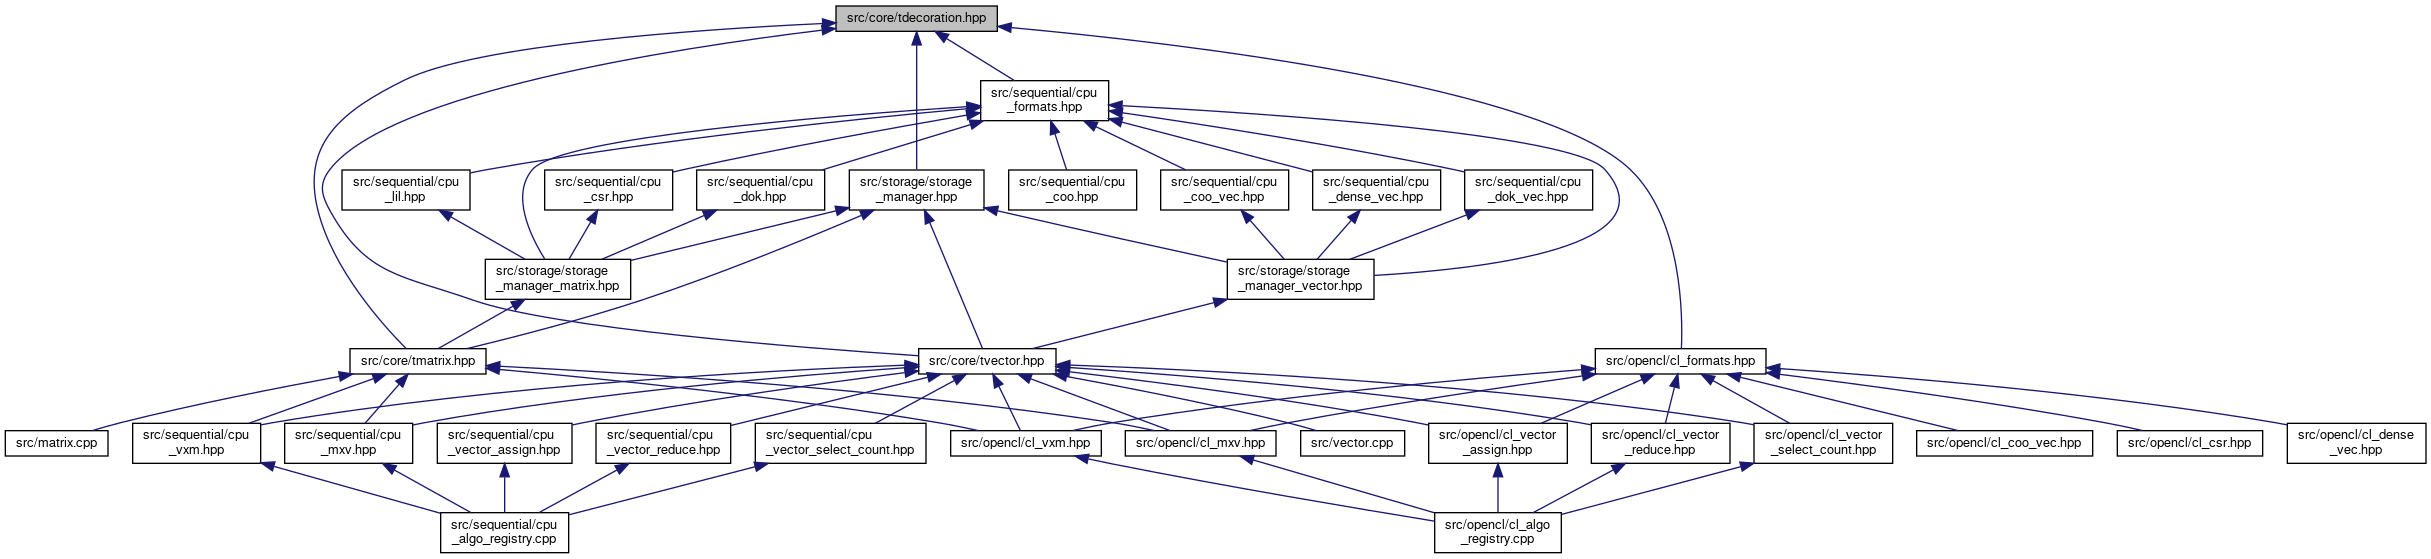 src/core/tdecoration.hpp
src/sequential/cpu
_formats.hpp
src/sequential/cpu
_lil.hpp
src/sequential/cpu
_csr.hpp
src/sequential/cpu
_dok.hpp
src/storage/storage
_manager.hpp
src/sequential/cpu
_coo.hpp
src/sequential/cpu
_coo_vec.hpp
src/sequential/cpu
_dense_vec.hpp
src/sequential/cpu
_dok_vec.hpp
src/storage/storage
_manager_matrix.hpp
src/storage/storage
_manager_vector.hpp
src/core/tmatrix.hpp
src/core/tvector.hpp
src/opencl/cl_formats.hpp
src/matrix.cpp
src/sequential/cpu
_vxm.hpp
src/sequential/cpu
_mxv.hpp
src/sequential/cpu
_vector_assign.hpp
src/sequential/cpu
_vector_reduce.hpp
src/sequential/cpu
_vector_select_count.hpp
src/opencl/cl_vxm.hpp
src/opencl/cl_mxv.hpp
src/vector.cpp
src/opencl/cl_vector
_assign.hpp
src/opencl/cl_vector
_reduce.hpp
src/opencl/cl_vector
_select_count.hpp
src/opencl/cl_coo_vec.hpp
src/opencl/cl_csr.hpp
src/opencl/cl_dense
_vec.hpp
src/sequential/cpu
_algo_registry.cpp
src/opencl/cl_algo
_registry.cpp